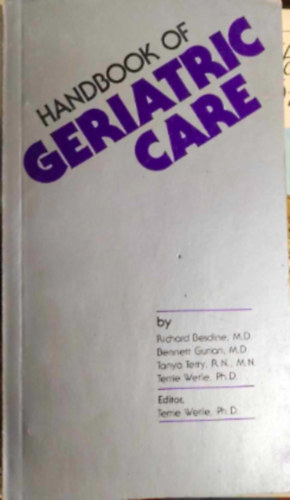 HANDBOOK OF
GERIATRIC
CARE
by
Richard Besdine, M.D.
Bennett Gurian, M.D.
Tanya Terry, R.N., M.N.
Terrie Wetle, Ph.D.
Editor,
Terrie Wetle, Ph.D.